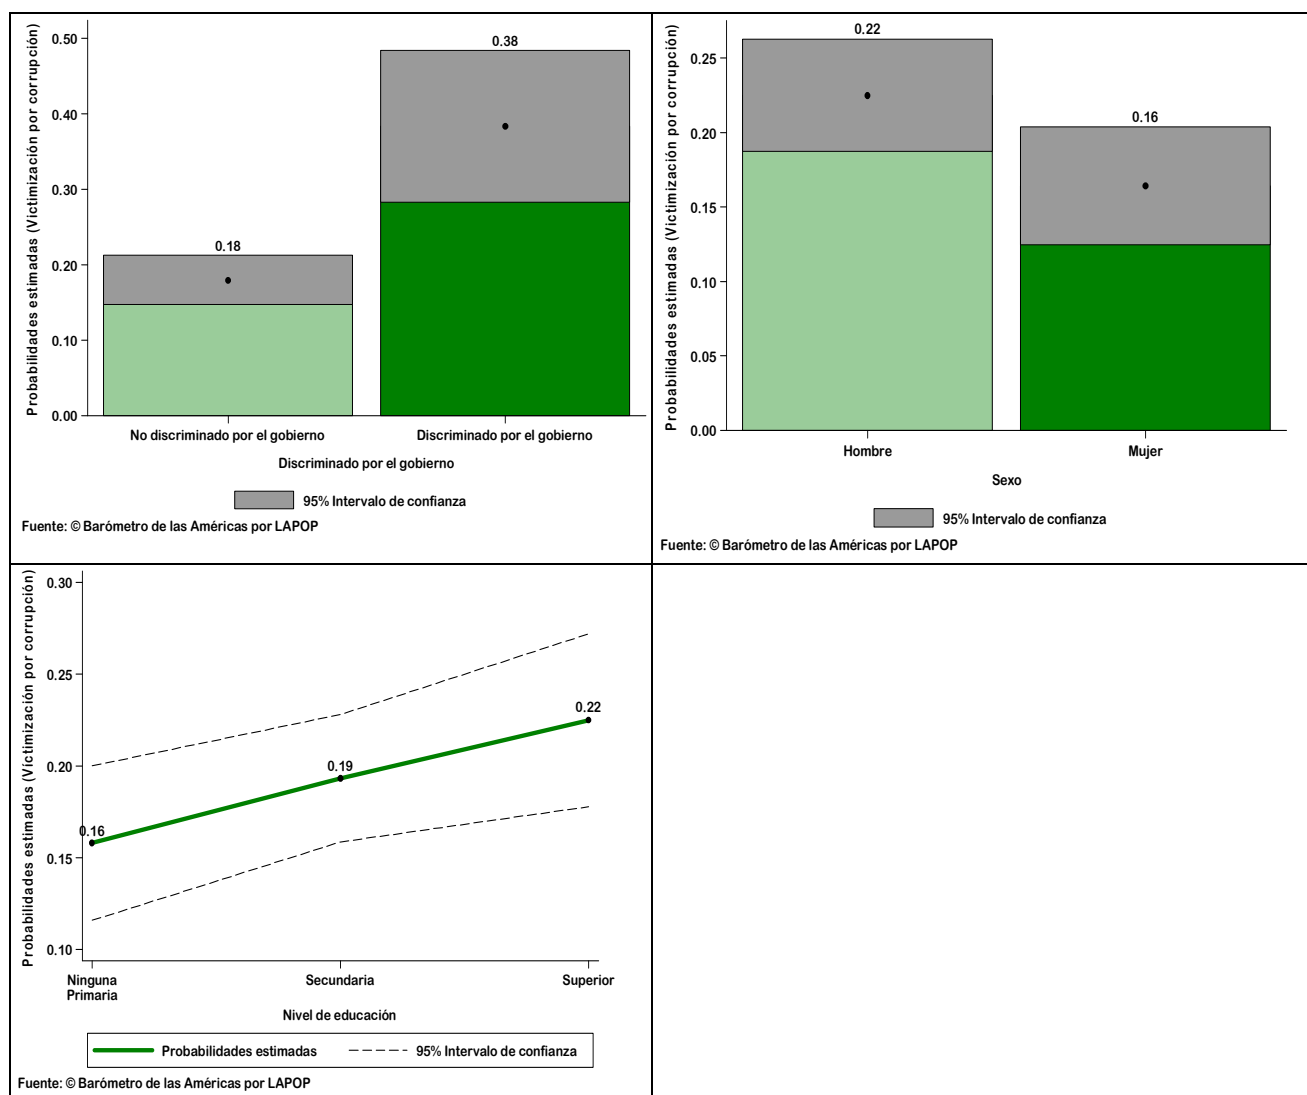 Probabilidades estimadas (Victimización por corrupción)
0.50
0.40
0.30
0.20
0.10
0.00
0.18
0.38
No discriminado por el gobierno
Discriminado por el gobierno
Discriminado por el gobierno
95% Intervalo de confianza
Fuente: © Barómetro de las Américas por LAPOP
Probabilidades estimadas (Victimización por corrupción)
0.25
0.20
0.15
0.10
0.05
0.00
0.22
0.16
Hombre
Mujer
Sexo
95% Intervalo de confianza
Fuente: © Barómetro de las Américas por LAPOP
Probabilidades estimadas (Victimización por corrupción)
0.30
0.25
0.20
0.15
0.10
0.16
0.19
0.22
Ninguna
Primaria
Secundaria
Superior
Nivel de educación
Probabilidades estimadas
95% Intervalo de confianza
Fuente: © Barómetro de las Américas por LAPOP